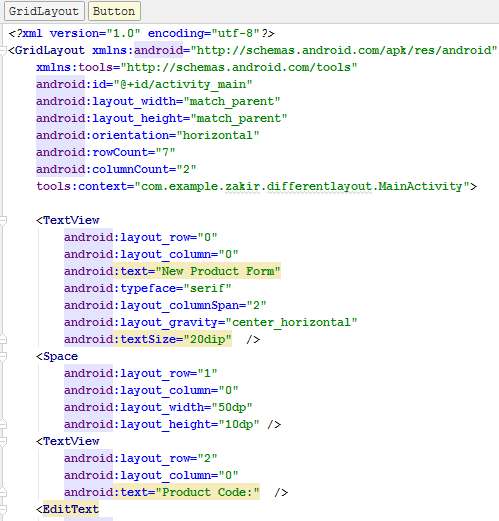 GridLayout Button
<?xml version="1.0" encoding="utf-8"?>
<GridLayout xmlns:android="http://schemas.android.com/apk/res/android"
    xmlns:tools="http://schemas.android.com/tools"
    android:id="@+id/activity_main"
    android:layout_width="match_parent"
    android:layout_height="match_parent"
    android:orientation="horizontal"
    android:rowCount="7"
    android:columnCount="2"
    tools:context="com.example.zakir.differentlayout.MainActivity">

    <TextView
        android:layout_row="0"
        android:layout_column="0"
        android:text="New Product Form"
        android:typeface="serif"
        android:layout_columnSpan="2"
        android:layout_gravity="center_horizontal"
        android:textSize="20dip"  />
    <Space
        android:layout_row="1"
        android:layout_column="0"
        android:layout_width="50dp"
        android:layout_height="10dp" />
    <TextView
        android:layout_row="2"
        android:layout_column="0"
        android:text="Product Code:"  />
    <EditText